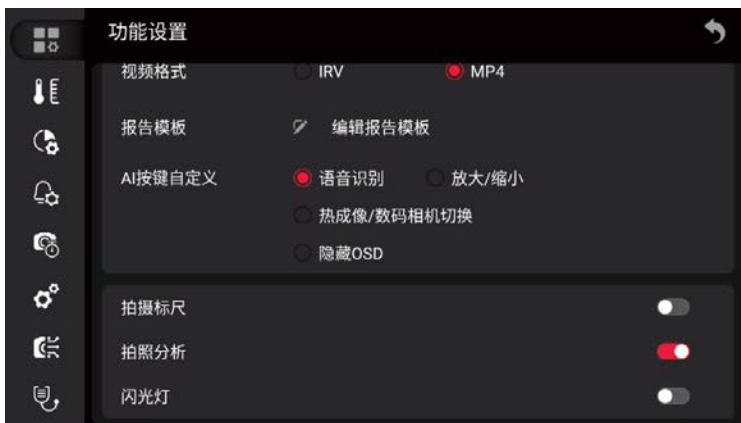 功能设置
视频格式 IRV MP4
报告模板 编辑报告模板
AI按键自定义 语音识别 放大/缩小
热成像/数码相机切换
隐藏OSD
拍摄标尺
拍照分析
闪光灯